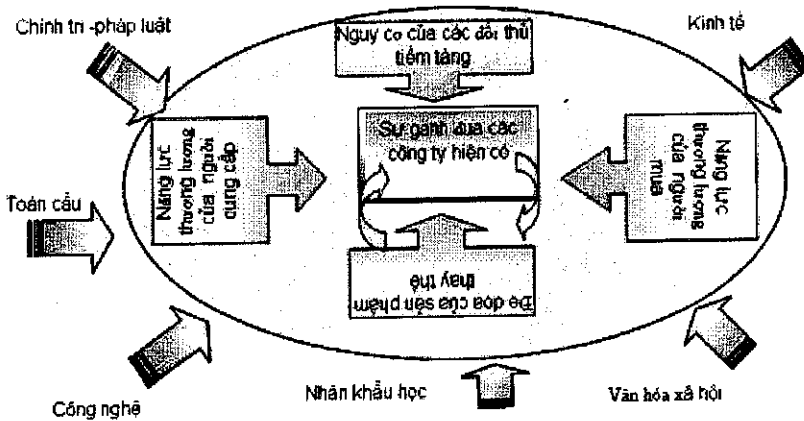 Chính trị -pháp luật
Nguy cơ của các đối thủ
tiềm tàng
Kinh tế
Năng lực
thương lượng
của người
cung cấp
Sự ganh đua các
công ty hiện có
Năng lực
thương lượng
của người
mua
Toàn cầu
Đe dọa của sản phẩm
thay thế
Công nghệ
Nhân khẩu học
Văn hóa xã hội